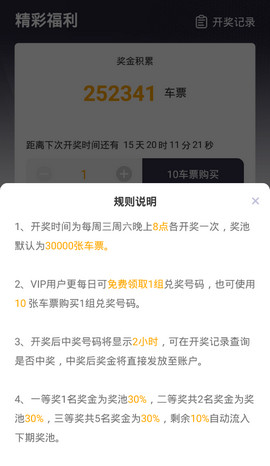 精彩福利 开奖记录
奖金积累
252341 车票
距离下次开奖时间还有 15天20时11分21秒
1 10车票购买
规则说明
1、开奖时间为每周三周六晚上8点各开奖一次，奖池
默认为30000张车票。
2、VIP用户更每日可免费领取1组兑奖号码，也可使用
10 张车票购买1组兑奖号码。
3、开奖后中奖号码将显示2小时，可在开奖记录查询
是否中奖，中奖后奖金将直接发放至账户。
4、一等奖1名奖金为奖池30%，二等奖共2名奖金为奖
池30%，三等奖共5名奖金为30%，剩余10%自动流入
下期奖池。